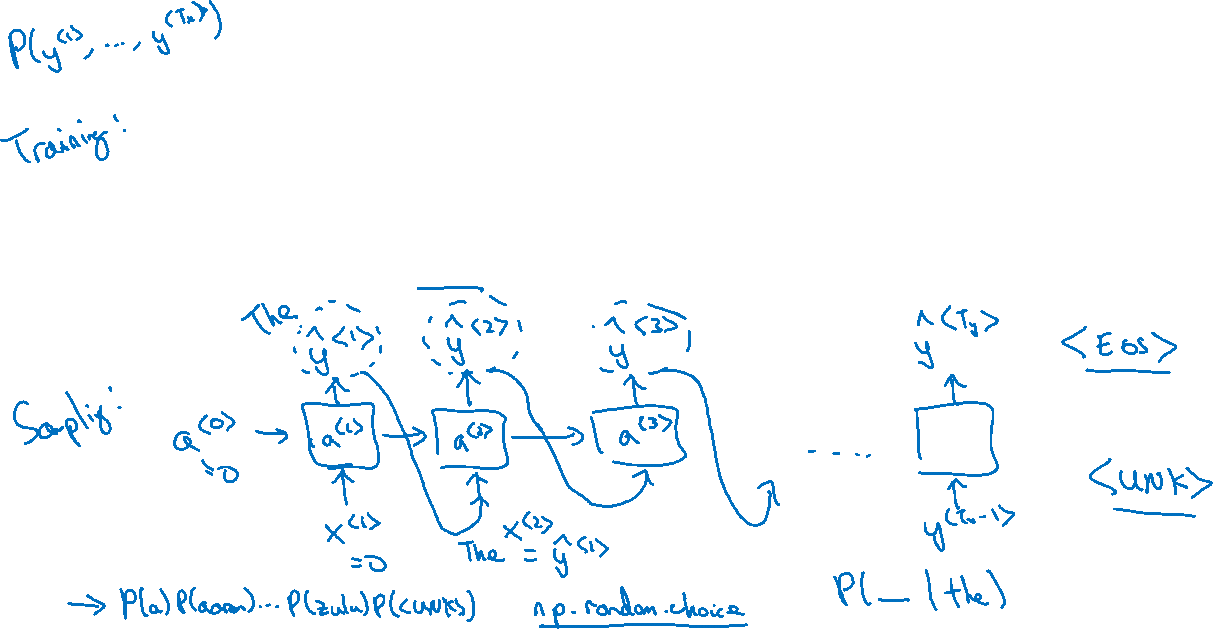 P(y<1>, ..., y<Tx>)
Training:
The ŷ<1> ŷ<2> ŷ<3> ŷ<Ty> <EOS>
Sampling: a<0> =0 → a<1> → a<2> → a<3> .....
<UNK>
x<1> =0 The x<2> = ŷ<1> y<Tx-1>
→ P(a) P(aaron) ... P(zulu) P(<UNK>) np.random.choice P(__ | the)